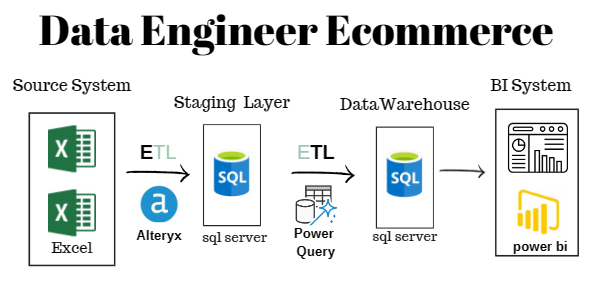 Data Engineer Ecommerce
Source System
Staging Layer
DataWarehouse
BI System
X
X
Excel
ETL
a
Alteryx
SQL
sql server
ETL
Power
Query
SQL
sql server
power bi